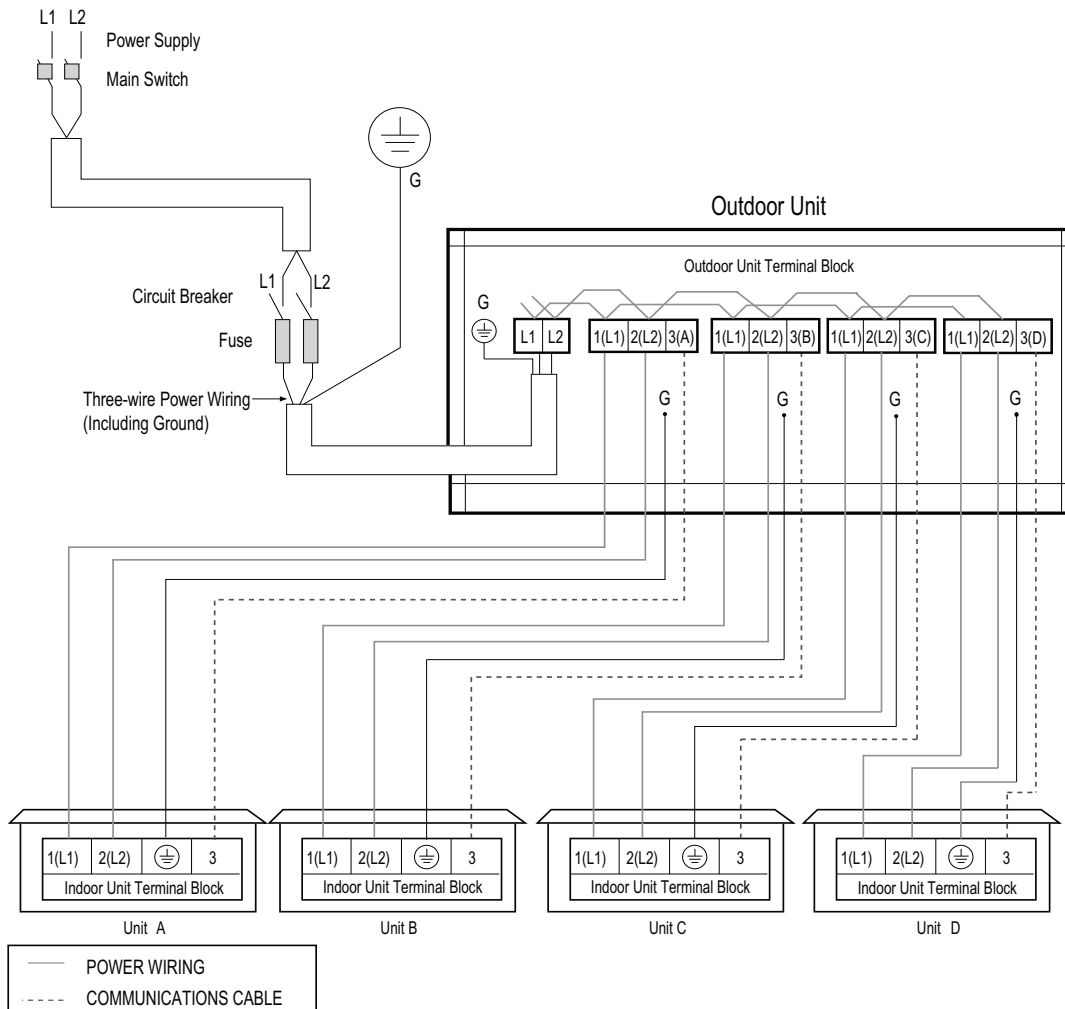 L1 L2
Power Supply
Main Switch
G
Outdoor Unit
Outdoor Unit Terminal Block
L1 L2
Circuit Breaker
Fuse
G
L1 L2
1(L1) 2(L2) 3(A)
1(L1) 2(L2) 3(B)
1(L1) 2(L2) 3(C)
1(L1) 2(L2) 3(D)
Three-wire Power Wiring
(Including Ground)
G
G
G
G
1(L1) 2(L2) 3
Indoor Unit Terminal Block
Unit A
1(L1) 2(L2) 3
Indoor Unit Terminal Block
Unit B
1(L1) 2(L2) 3
Indoor Unit Terminal Block
Unit C
1(L1) 2(L2) 3
Indoor Unit Terminal Block
Unit D
POWER WIRING
COMMUNICATIONS CABLE